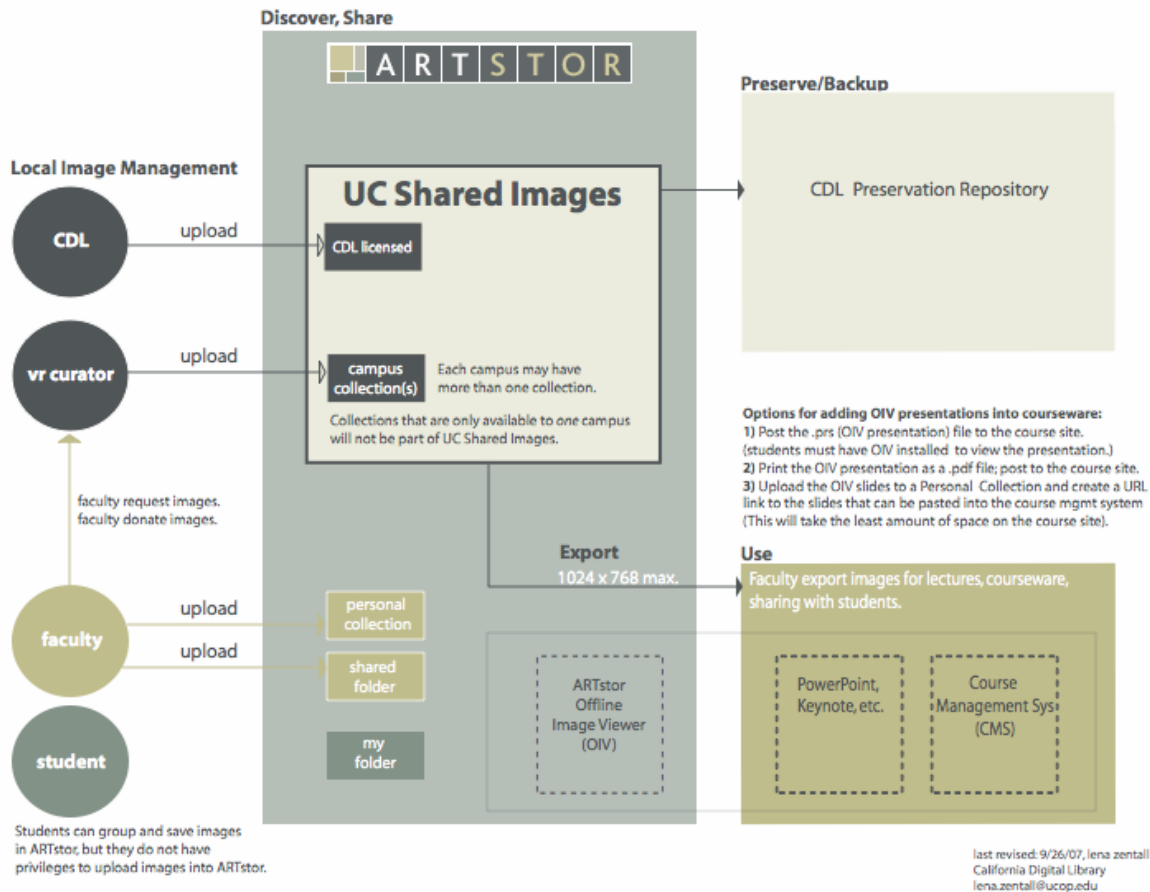 Discover, Share
ARTSTOR
Preserve/Backup
CDL Preservation Repository
Local Image Management
CDL
upload
UC Shared Images
CDL licensed
vr curator
upload
campus
collection(s)
Each campus may have
more than one collection.
Collections that are only available to one campus
will not be part of UC Shared Images.
faculty request images.
faculty donate images.
Options for adding OIV presentations into courseware:
1) Post the .prs (OIV presentation) file to the course site.
(students must have OIV installed to view the presentation.)
2) Print the OIV presentation as a .pdf file; post to the course site.
3) Upload the OIV slides to a Personal Collection and create a URL
link to the slides that can be pasted into the course mgmt system
(This will take the least amount of space on the course site).
Export
1024 x 768 max.
Use
Faculty export images for lectures, courseware,
sharing with students.
faculty
upload
personal
collection
upload
shared
folder
ARTstor
Offline
Image Viewer
(OIV)
PowerPoint,
Keynote, etc.
Course
Management Sys
(CMS)
student
my
folder
Students can group and save images
in ARTstor, but they do not have
privileges to upload images into ARTstor.
last revised: 9/26/07, lena zentall
California Digital Library
lena.zentall@ucop.edu